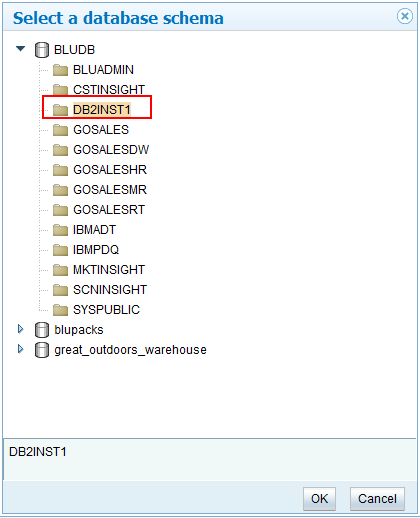 Select a database schema
BLUDB
BLUADMIN
CSTINSIGHT
DB2INST1
GOSALES
GOSALESDW
GOSALESHR
GOSALESMR
GOSALESRT
IBMADT
IBMPDQ
MKTINSIGHT
SCNINSIGHT
SYSPUBLIC
blupacks
great_outdoors_warehouse
DB2INST1
OK Cancel